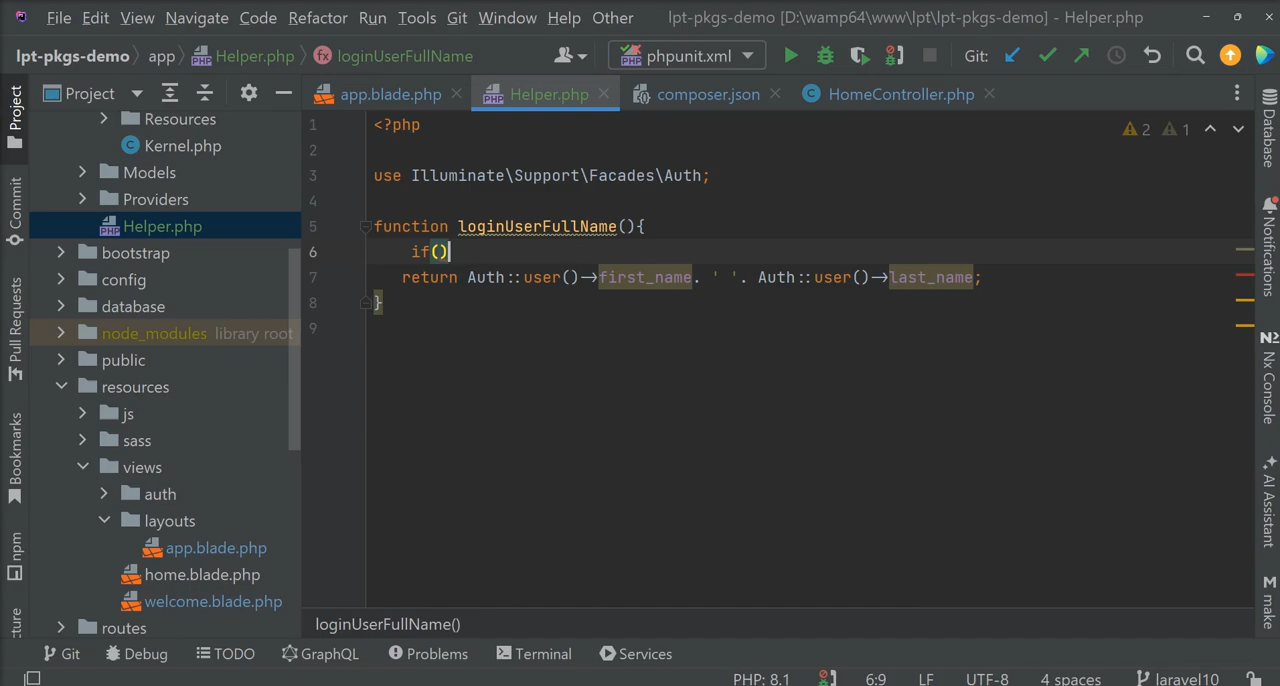 File Edit View Navigate Code Refactor Run Tools Git Window Help Other lpt-pkgs-demo [D:\wamp64\www\lpt\lpt-pkgs-demo] - Helper.php
lpt-pkgs-demo app Helper.php loginUserFullName phpunit.xml Git:
Project app.blade.php Helper.php composer.json HomeController.php
Resources
Kernel.php
Models
Providers
Helper.php
bootstrap
config
database
node_modules library root
public
resources
js
sass
views
auth
layouts
app.blade.php
home.blade.php
welcome.blade.php
routes
1 <?php
2
3 use Illuminate\Support\Facades\Auth;
4
5 function loginUserFullName(){
6 if()
7 return Auth::user()->first_name. ' '. Auth::user()->last_name;
8 }
9
2 1
loginUserFullName()
Project
Commit
Pull Requests
Bookmarks
npm
cture
Database
Notifications
Nx Console
AI Assistant
M make
Git Debug TODO GraphQL Problems Terminal Services
PHP: 8.1 6:9 LF UTF-8 4 spaces laravel10